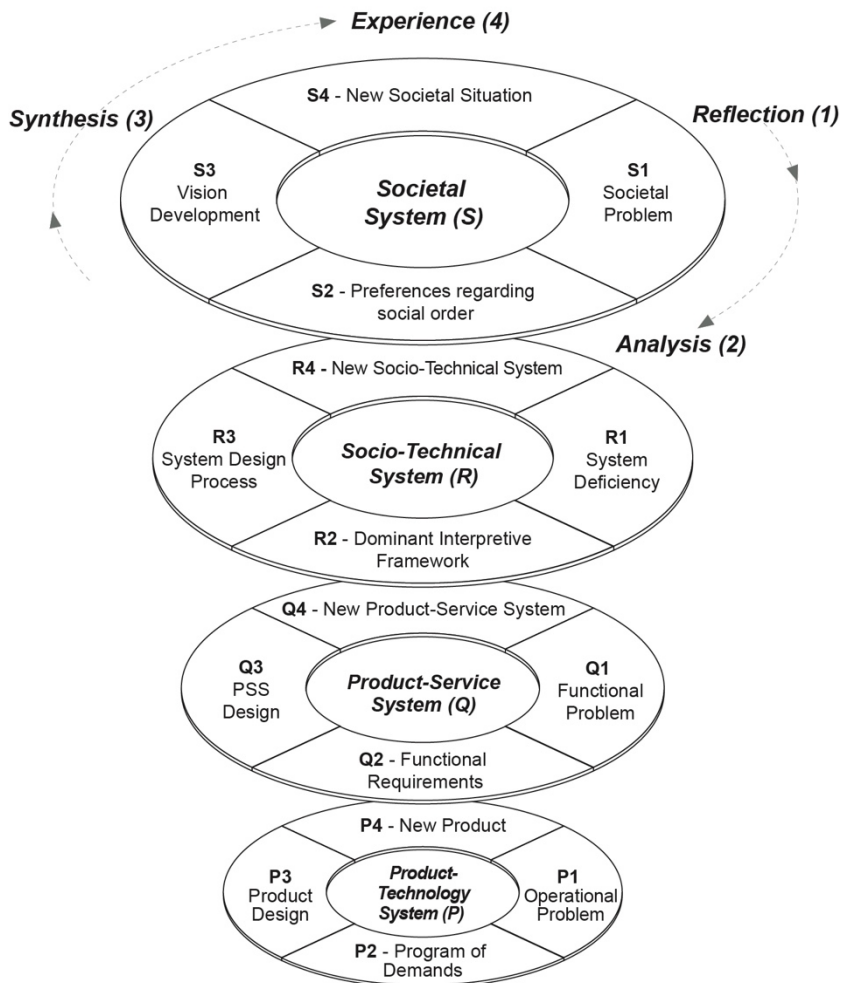 Experience (4)
Synthesis (3)
Reflection (1)
Analysis (2)
S4 - New Societal Situation
S3
Vision
Development
Societal
System (S)
S1
Societal
Problem
S2 - Preferences regarding
social order
R4 - New Socio-Technical System
R3
System Design
Process
Socio-Technical
System (R)
R1
System
Deficiency
R2 - Dominant Interpretive
Framework
Q4 - New Product-Service System
Q3
PSS
Design
Product-Service
System (Q)
Q1
Functional
Problem
Q2 - Functional
Requirements
P4 - New Product
P3
Product
Design
Product-
Technology
System (P)
P1
Operational
Problem
P2 - Program of
Demands